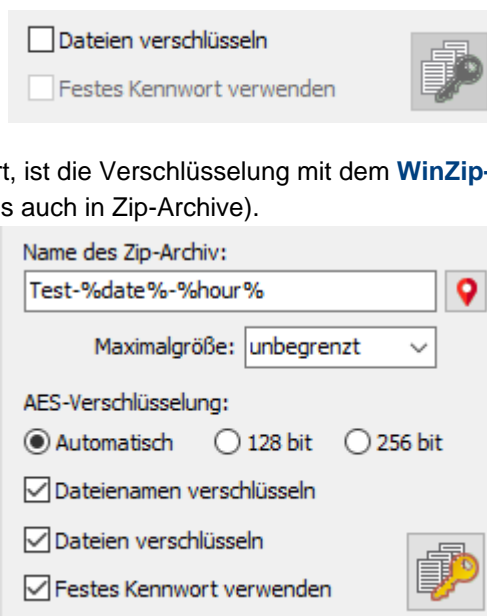 Dateien verschlüsseln
Festes Kennwort verwenden
t, ist die Verschlüsselung mit dem WinZip-
s auch in Zip-Archive).
Name des Zip-Archiv:
Test-%date%-%hour%
Maximalgröße: unbegrenzt
AES-Verschlüsselung:
Automatisch 128 bit 256 bit
Dateienamen verschlüsseln
Dateien verschlüsseln
Festes Kennwort verwenden